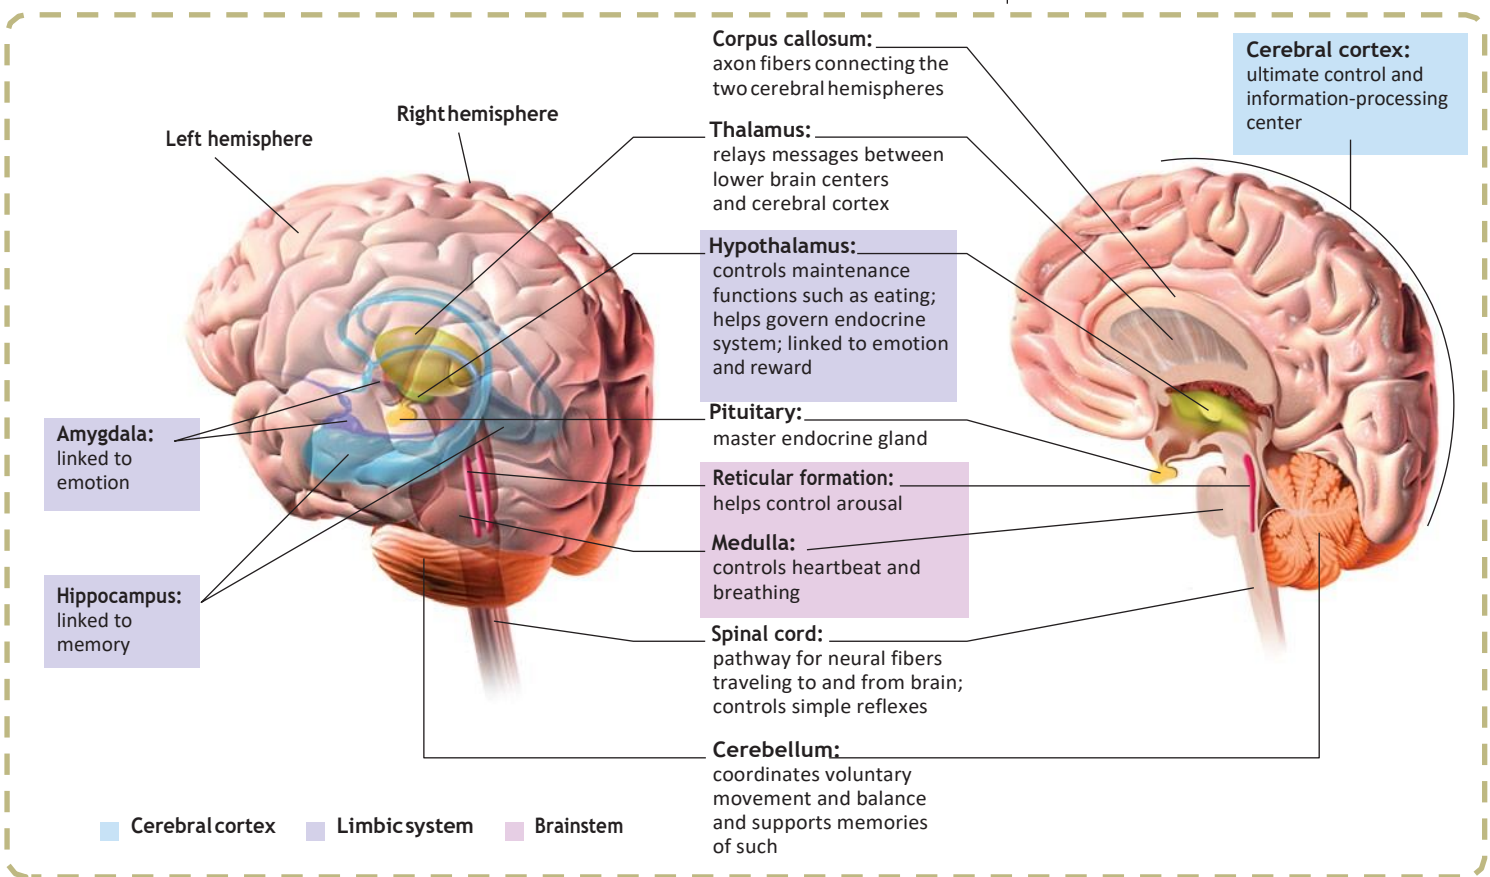 Left hemisphere
Right hemisphere
Amygdala:
linked to
emotion
Hippocampus:
linked to
memory
Corpus callosum:
axon fibers connecting the
two cerebral hemispheres
Thalamus:
relays messages between
lower brain centers
and cerebral cortex
Hypothalamus:
controls maintenance
functions such as eating;
helps govern endocrine
system; linked to emotion
and reward
Pituitary:
master endocrine gland
Reticular formation:
helps control arousal
Medulla:
controls heartbeat and
breathing
Spinal cord:
pathway for neural fibers
traveling to and from brain;
controls simple reflexes
Cerebellum:
coordinates voluntary
movement and balance
and supports memories
of such
Cerebral cortex:
ultimate control and
information-processing
center
Cerebral cortex
Limbic system
Brainstem